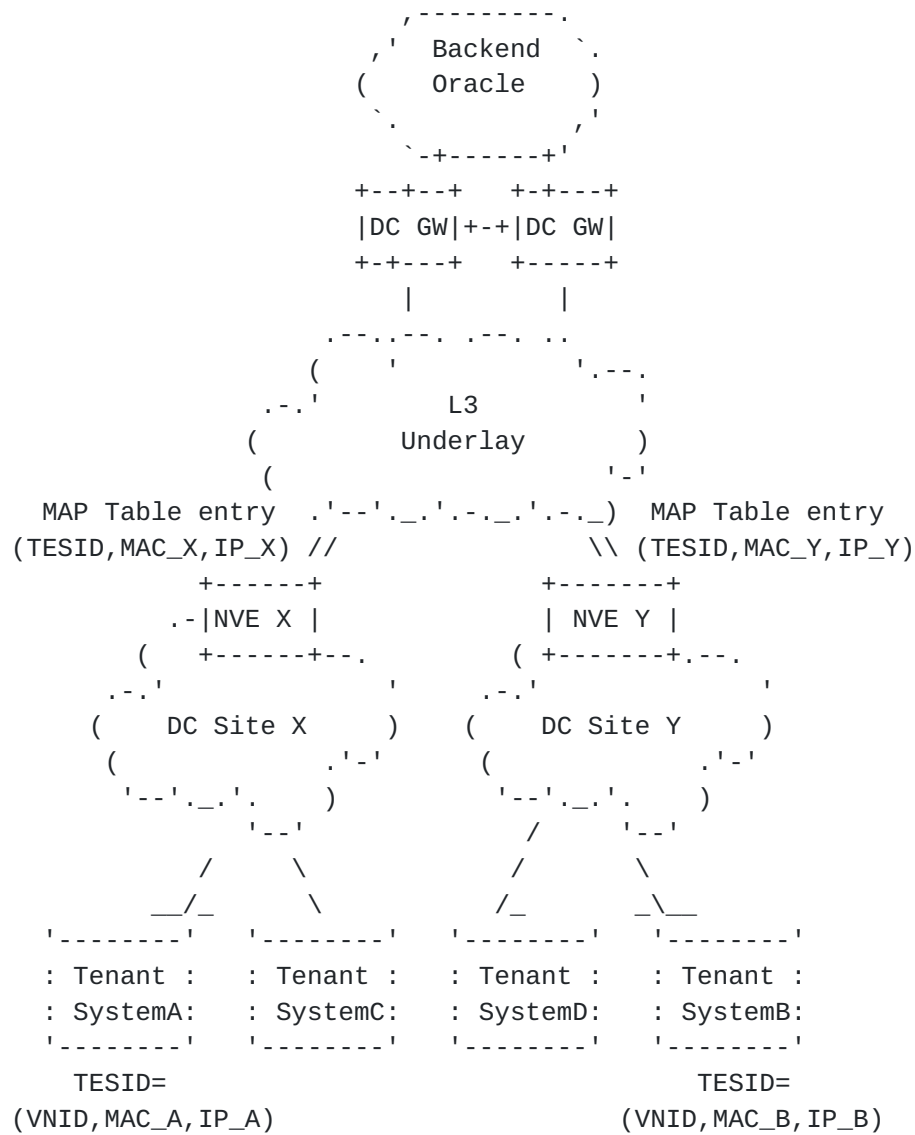 Backend
Oracle
|DC GW|+-+|DC GW|
L3
Underlay
MAP Table entry MAP Table entry
(TESID,MAC_X,IP_X) // \\ (TESID,MAC_Y,IP_Y)
NVE X NVE Y
DC Site X DC Site Y
: Tenant : : Tenant : : Tenant : : Tenant :
: SystemA: : SystemC: : SystemD: : SystemB:
TESID= TESID=
(VNID,MAC_A,IP_A) (VNID,MAC_B,IP_B)